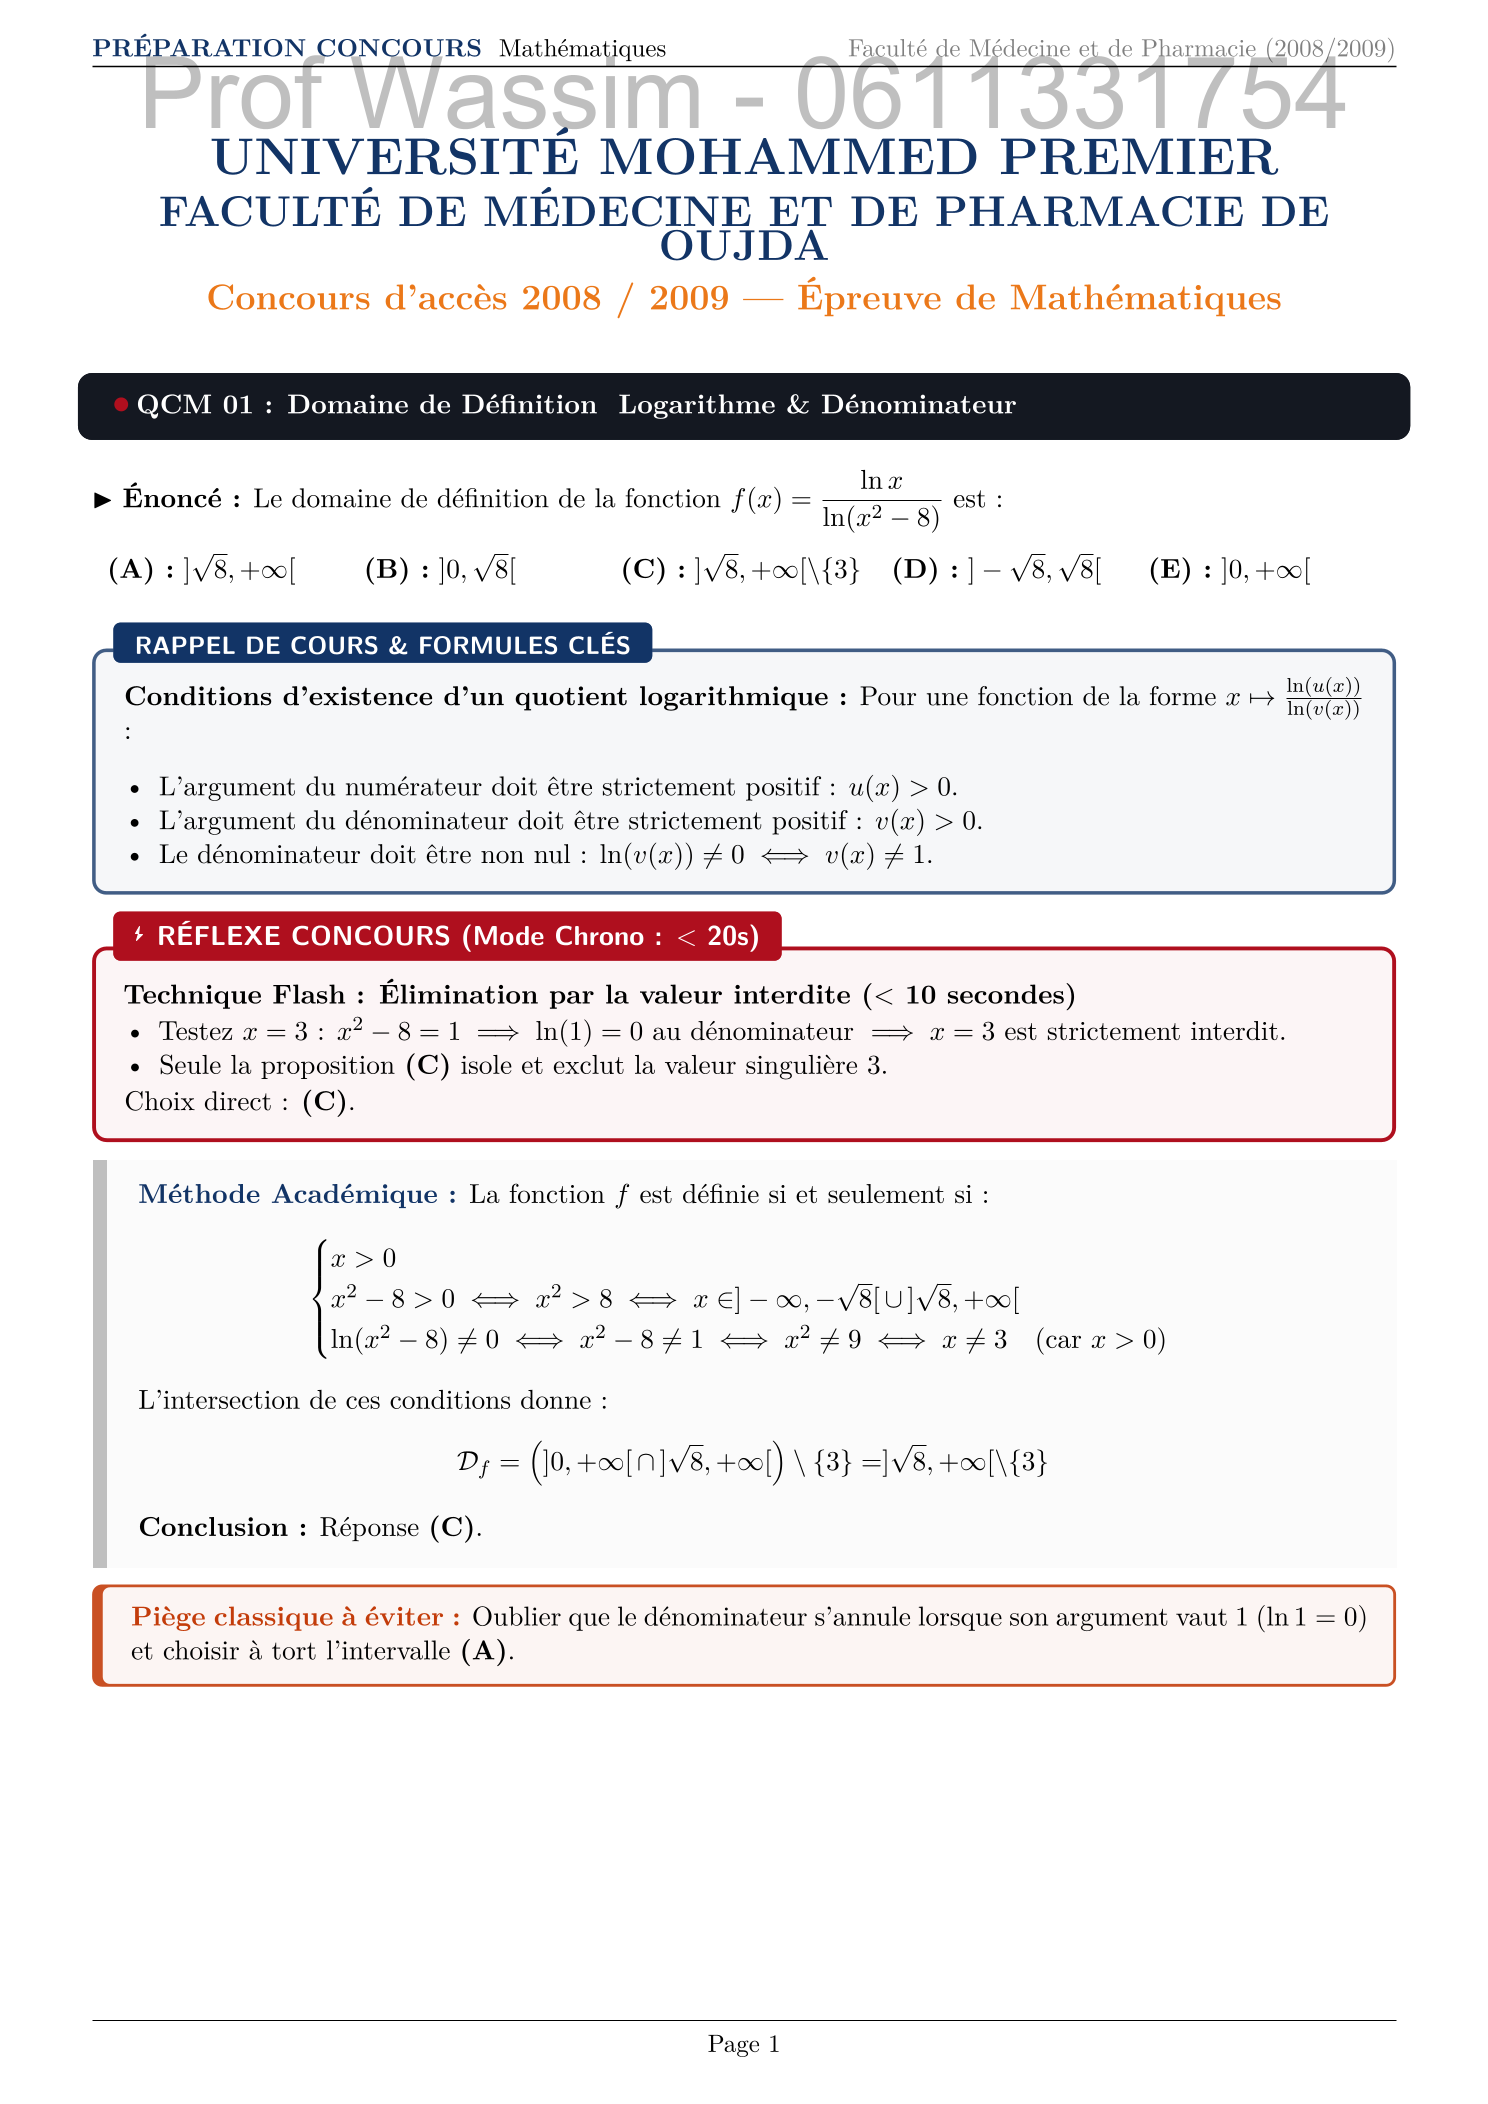 PRÉPARATION CONCOURS Mathématiques Faculté de Médecine et de Pharmacie (2008/2009)
Prof Wassim - 0611331754
UNIVERSITÉ MOHAMMED PREMIER
FACULTÉ DE MÉDECINE ET DE PHARMACIE DE
OUJDA
Concours d'accès 2008 / 2009 — Épreuve de Mathématiques
● QCM 01 : Domaine de Définition Logarithme & Dénominateur
▶ Énoncé : Le domaine de définition de la fonction f(x) = ln x / ln(x² − 8) est :
(A) : ]√8, +∞[ (B) : ]0, √8[ (C) : ]√8, +∞[\{3} (D) : ] − √8, √8[ (E) : ]0, +∞[
RAPPEL DE COURS & FORMULES CLÉS
Conditions d'existence d'un quotient logarithmique : Pour une fonction de la forme x ↦ ln(u(x)) / ln(v(x))
:
• L'argument du numérateur doit être strictement positif : u(x) > 0.
• L'argument du dénominateur doit être strictement positif : v(x) > 0.
• Le dénominateur doit être non nul : ln(v(x)) ≠ 0 ⟺ v(x) ≠ 1.
⚡ RÉFLEXE CONCOURS (Mode Chrono : < 20s)
Technique Flash : Élimination par la valeur interdite (< 10 secondes)
• Testez x = 3 : x² − 8 = 1 ⟹ ln(1) = 0 au dénominateur ⟹ x = 3 est strictement interdit.
• Seule la proposition (C) isole et exclut la valeur singulière 3.
Choix direct : (C).
Méthode Académique : La fonction f est définie si et seulement si :
x > 0
x² − 8 > 0 ⟺ x² > 8 ⟺ x ∈] − ∞, −√8[ ∪ ]√8, +∞[
ln(x² − 8) ≠ 0 ⟺ x² − 8 ≠ 1 ⟺ x² ≠ 9 ⟺ x ≠ 3 (car x > 0)
L'intersection de ces conditions donne :
𝒟f = (]0, +∞[ ∩ ]√8, +∞[) \ {3} =]√8, +∞[\{3}
Conclusion : Réponse (C).
Piège classique à éviter : Oublier que le dénominateur s'annule lorsque son argument vaut 1 (ln 1 = 0)
et choisir à tort l'intervalle (A).
Page 1